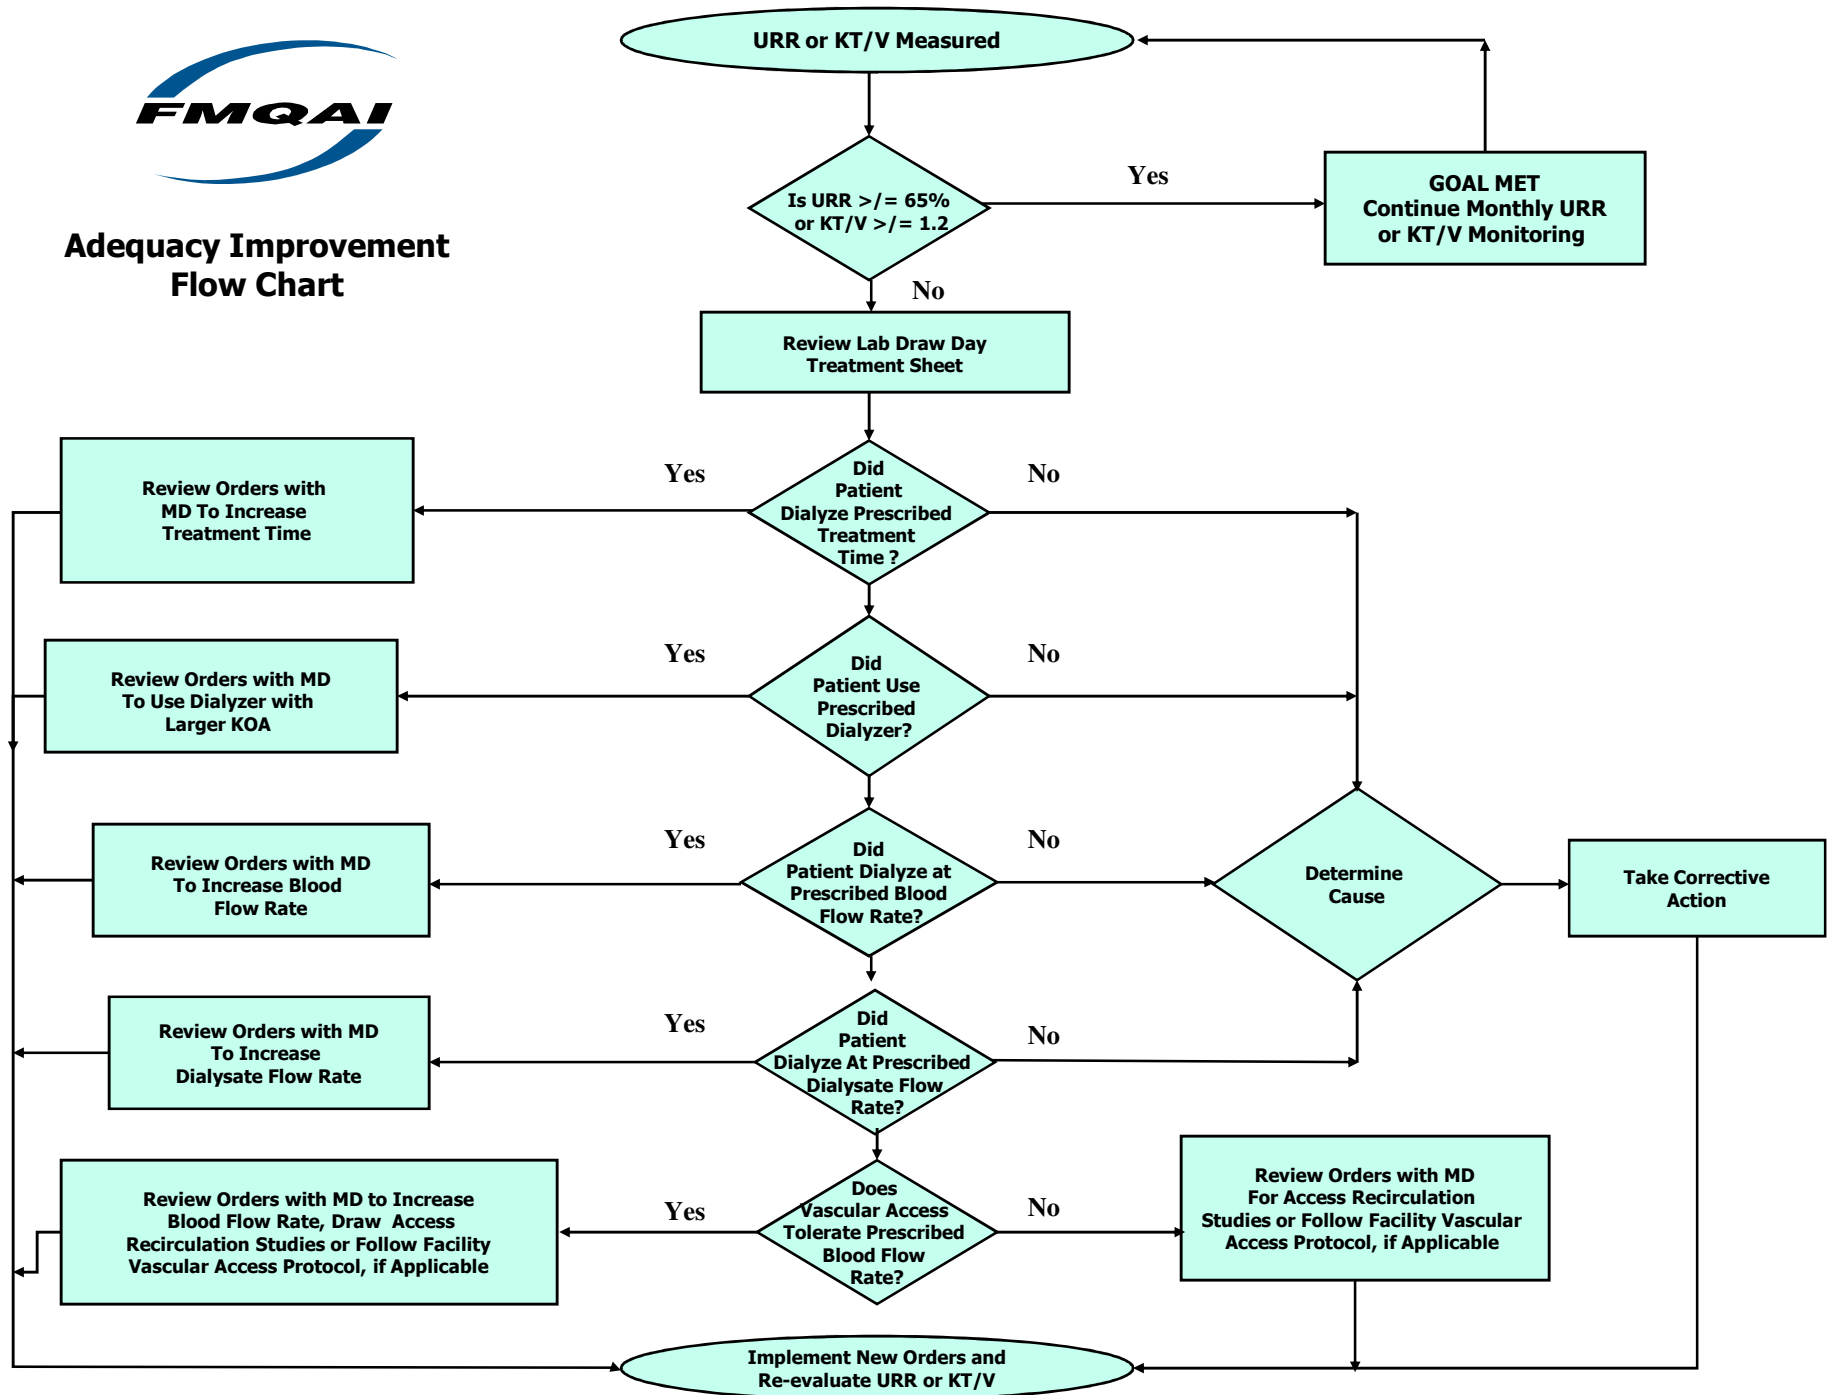 URR or KT/V Measured
FMQAI
Adequacy Improvement
Flow Chart
Is URR >/= 65%
or KT/V >/= 1.2
Yes
GOAL MET
Continue Monthly URR
or KT/V Monitoring
No
Review Lab Draw Day
Treatment Sheet
Review Orders with
MD To Increase
Treatment Time
Yes
Did
Patient
Dialyze Prescribed
Treatment
Time ?
No
Review Orders with MD
To Use Dialyzer with
Larger KOA
Yes
Did
Patient Use
Prescribed
Dialyzer?
No
Review Orders with MD
To Increase Blood
Flow Rate
Yes
Did
Patient Dialyze at
Prescribed Blood
Flow Rate?
No
Determine
Cause
Take Corrective
Action
Review Orders with MD
To Increase
Dialysate Flow Rate
Yes
Did
Patient
Dialyze At Prescribed
Dialysate Flow
Rate?
No
Review Orders with MD to Increase
Blood Flow Rate, Draw Access
Recirculation Studies or Follow Facility
Vascular Access Protocol, if Applicable
Yes
Does
Vascular Access
Tolerate Prescribed
Blood Flow
Rate?
No
Review Orders with MD
For Access Recirculation
Studies or Follow Facility Vascular
Access Protocol, if Applicable
Implement New Orders and
Re-evaluate URR or KT/V